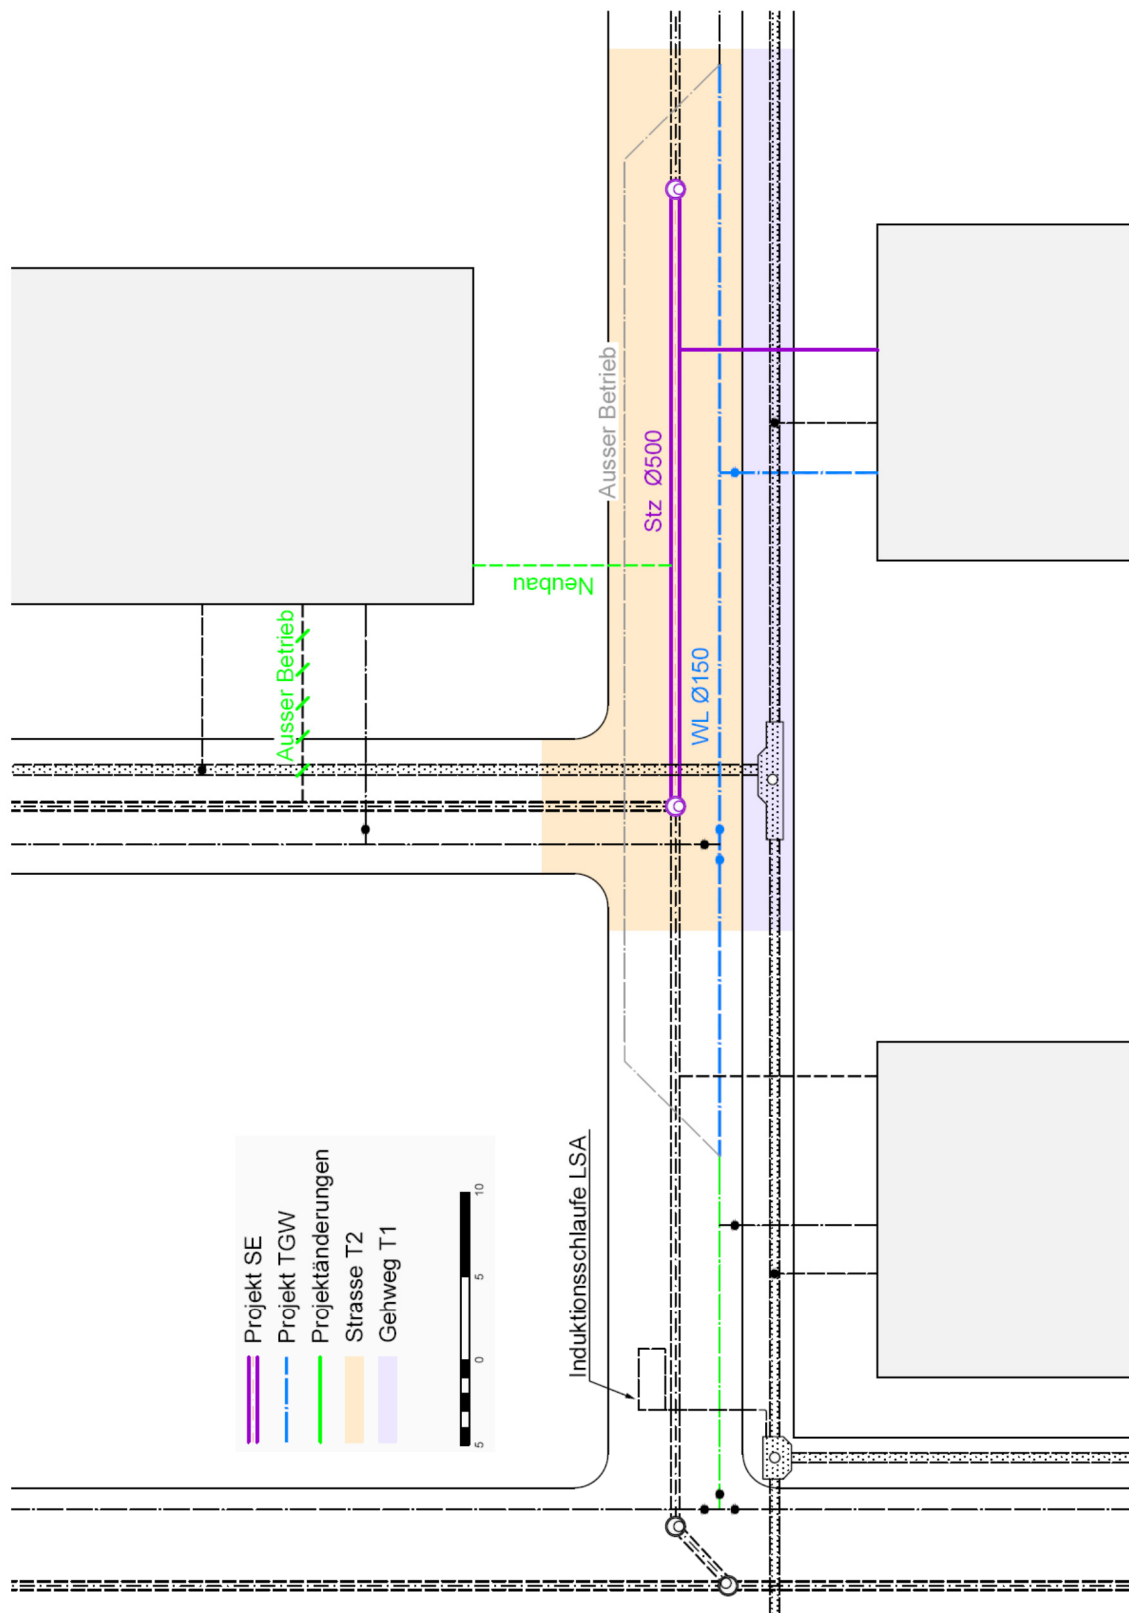 Ausser Betrieb
Stz Ø500
Neubau
Ausser Betrieb
WL Ø150
Induktionsschlaufe LSA
Projekt SE
Projekt TGW
Projektänderungen
Strasse T2
Gehweg T1
5 0 5 10